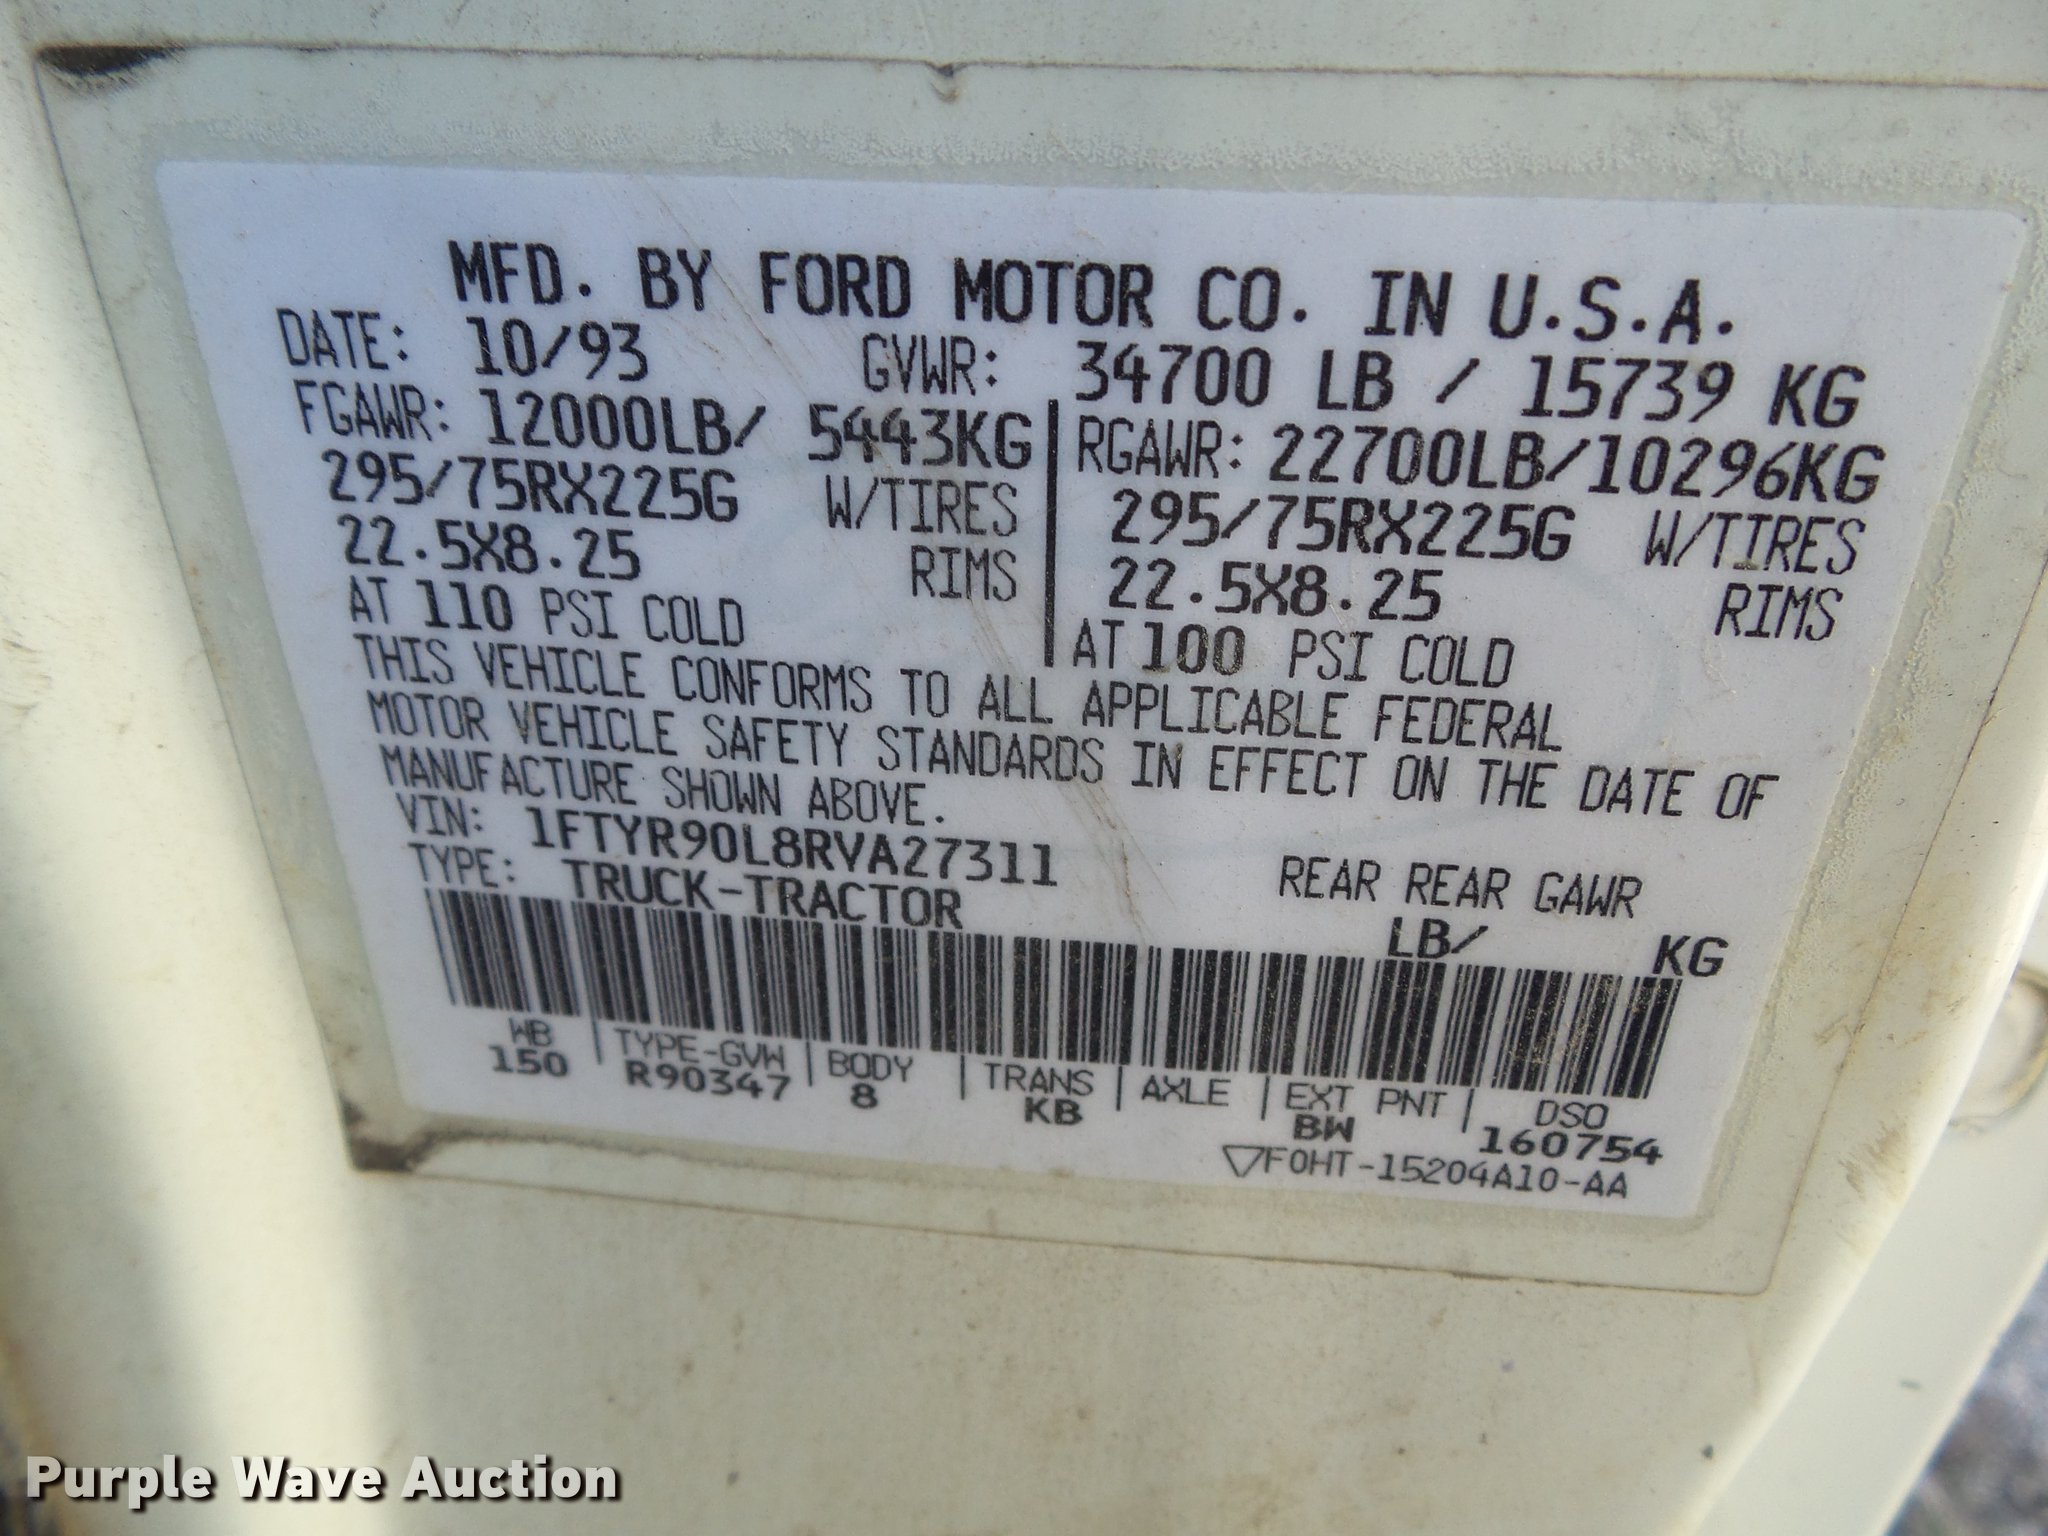 MFD. BY FORD MOTOR CO. IN U.S.A.
DATE: 10/93 GVWR: 34700 LB / 15739 KG
FGAWR: 12000LB/ 5443KG RGAWR: 22700LB/10296KG
295/75RX225G W/TIRES 295/75RX225G W/TIRES
22.5X8.25 RIMS 22.5X8.25 RIMS
AT 110 PSI COLD AT 100 PSI COLD
THIS VEHICLE CONFORMS TO ALL APPLICABLE FEDERAL
MOTOR VEHICLE SAFETY STANDARDS IN EFFECT ON THE DATE OF
MANUFACTURE SHOWN ABOVE.
VIN: 1FTYR90L8RVA27311 REAR REAR GAWR
TYPE: TRUCK-TRACTOR LB/ KG
WB TYPE-GVW BODY TRANS AXLE EXT PNT DSO
150 R90347 8 KB BW 160754
▽F0HT-15204A10-AA
Purple Wave Auction